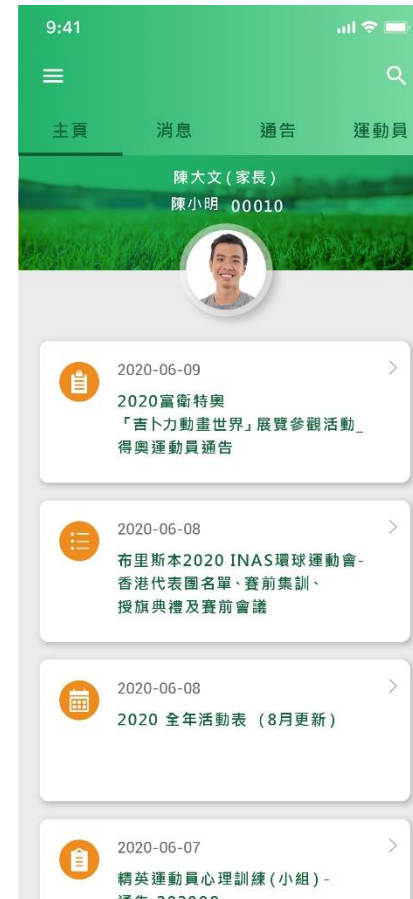 9:41
主頁 消息 通告 運動員
陳大文(家長)
陳小明 00010
2020-06-09
2020富衛特奧
「吉卜力動畫世界」展覽參觀活動_
得奧運動員通告
2020-06-08
布里斯本2020 INAS環球運動會-
香港代表團名單、賽前集訓、
授旗典禮及賽前會議
2020-06-08
2020 全年活動表 (8月更新)
2020-06-07
精英運動員心理訓練(小組)-